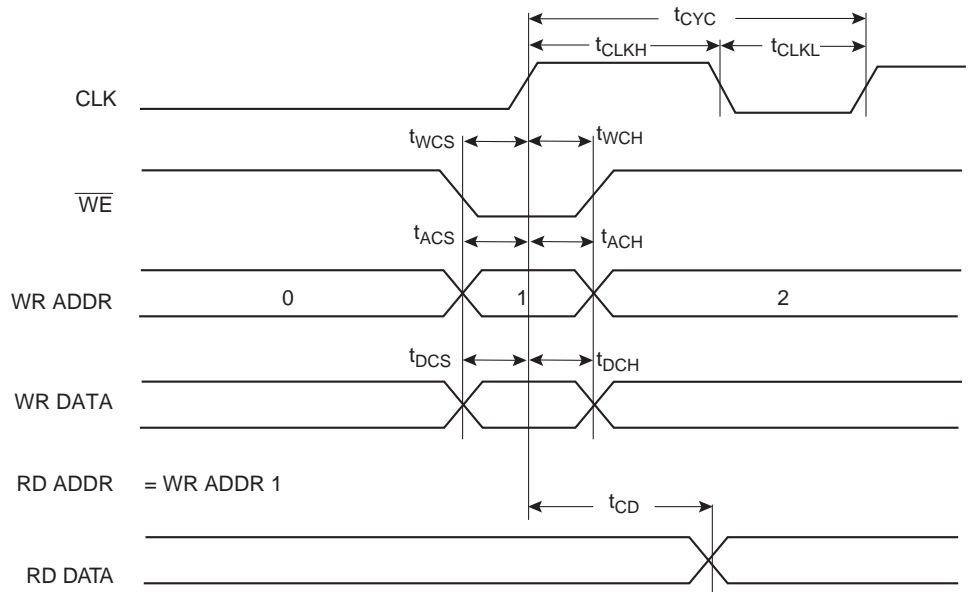 tCYC
tCLKH tCLKL
CLK
tWCS tWCH
WE
tACS tACH
WR ADDR 0 1 2
tDCS tDCH
WR DATA
RD ADDR = WR ADDR 1
tCD
RD DATA